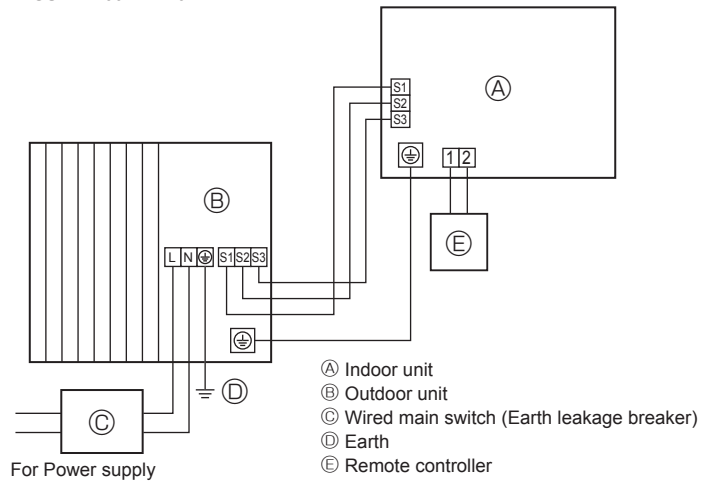 S1
S2
S3
Ⓐ
1 2
Ⓑ
L N S1 S2 S3
Ⓔ
Ⓓ
Ⓒ
For Power supply
Ⓐ Indoor unit
Ⓑ Outdoor unit
Ⓒ Wired main switch (Earth leakage breaker)
Ⓓ Earth
Ⓔ Remote controller